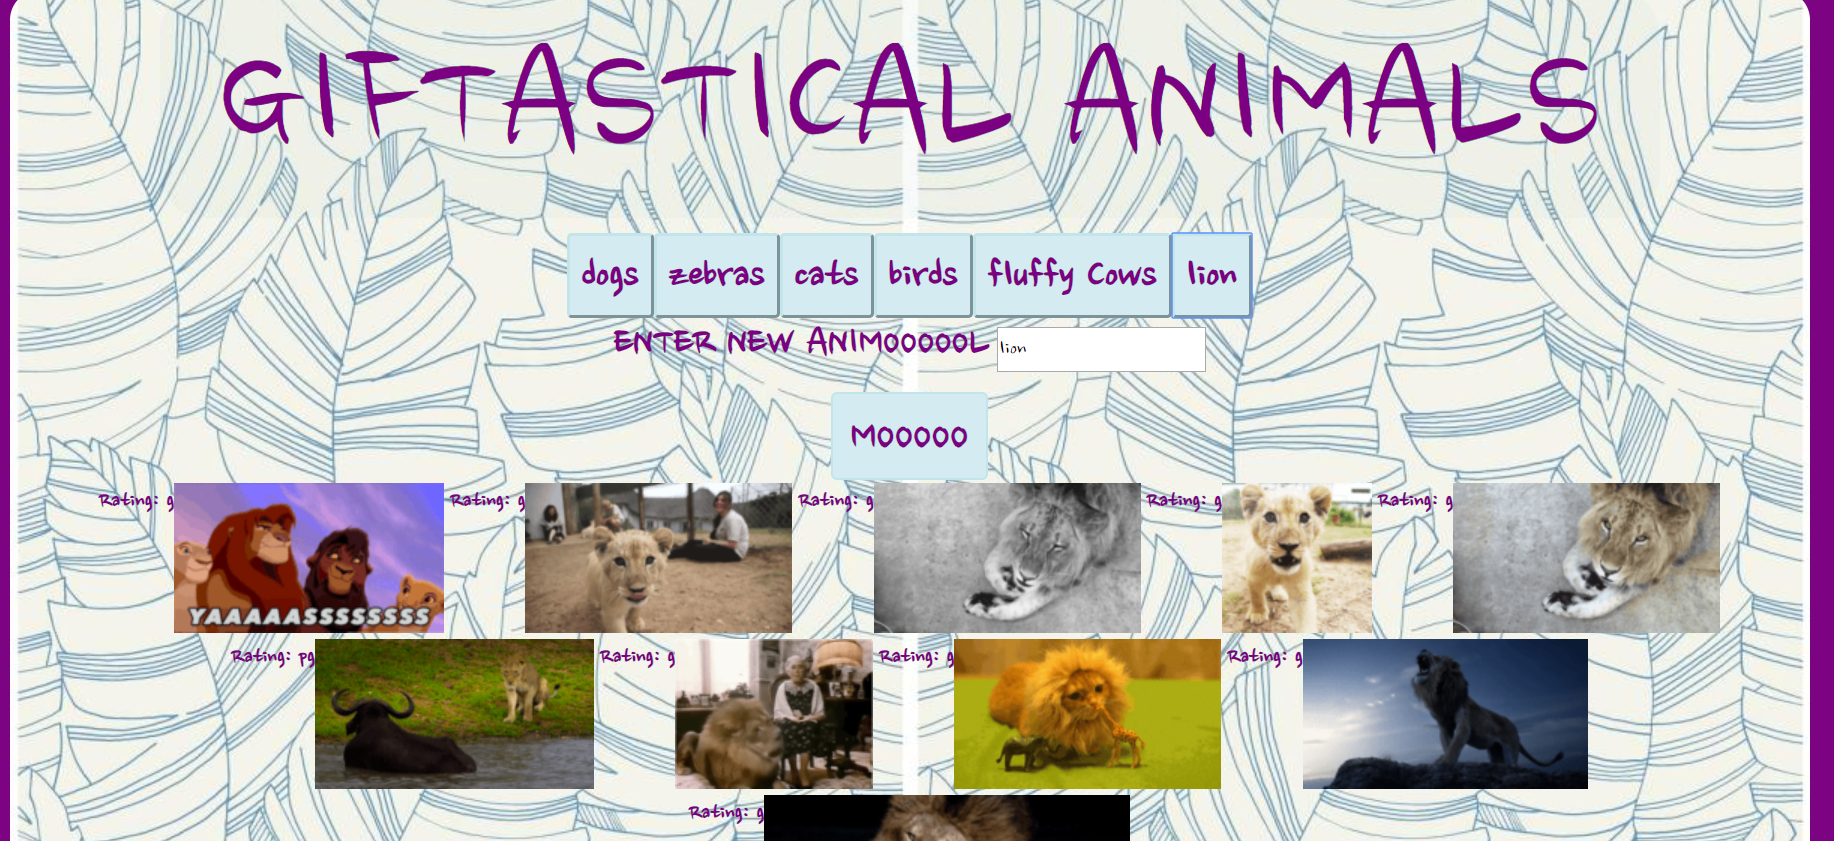 GIFTASTICAL ANIMALS
dogs zebras cats birds fluffy Cows lion
ENTER NEW ANIMOOOOOL lion
MOOOOO
Rating: g Rating: g Rating: g Rating: g Rating: g
YAAAAASSSSSSSS
Rating: pg Rating: g Rating: g Rating: g
Rating: g